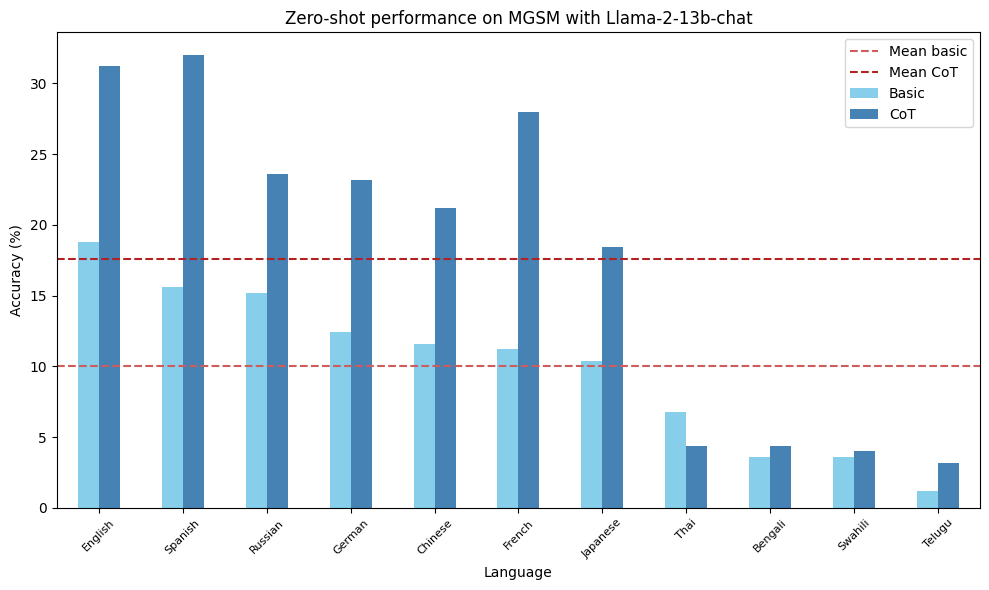 Zero-shot performance on MGSM with Llama-2-13b-chat
Mean basic
Mean CoT
Basic
CoT
Accuracy (%)
30
25
20
15
10
5
0
English
Spanish
Russian
German
Chinese
French
Japanese
Thai
Bengali
Swahili
Telugu
Language